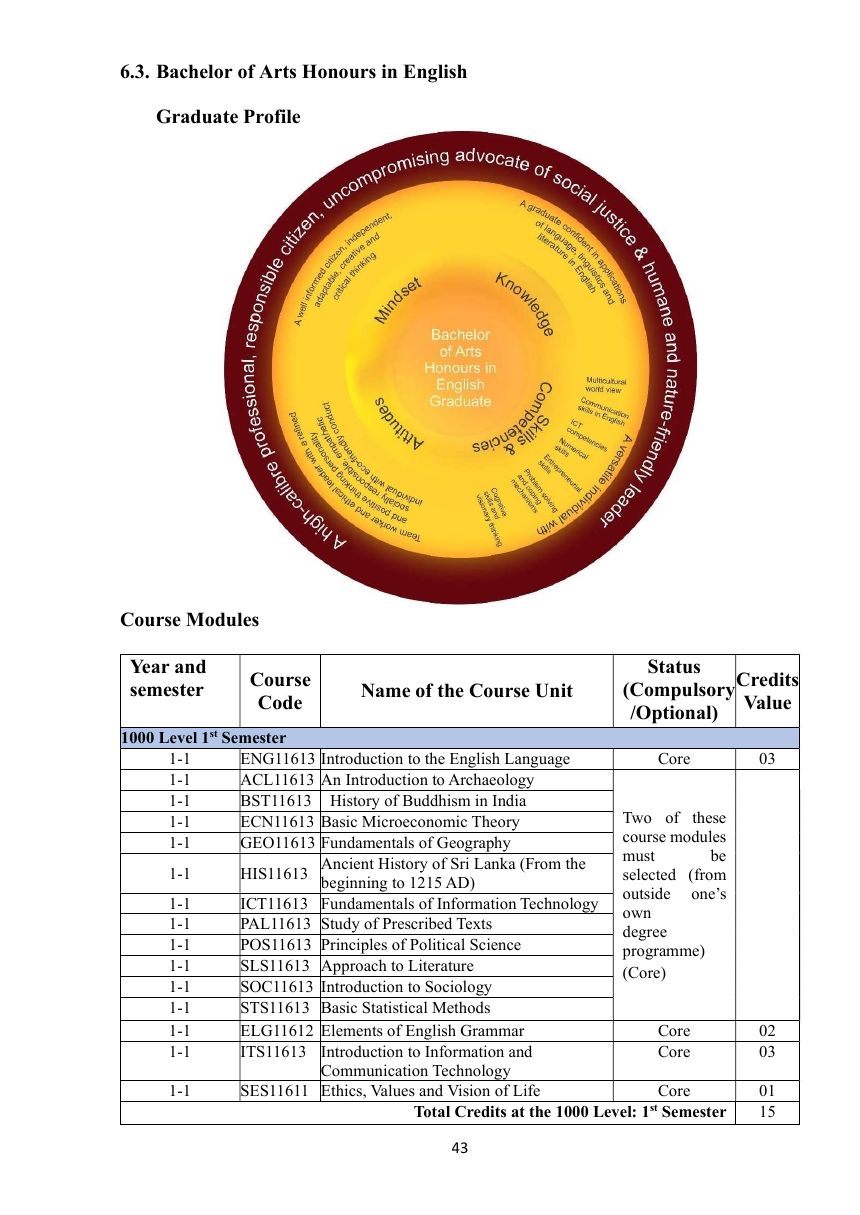 6.3. Bachelor of Arts Honours in English
Graduate Profile
A high-calibre professional, responsible citizen, uncompromising advocate of social justice & humane and nature-friendly leader
A well informed citizen, independent,
adaptable, creative and
critical thinking
Mindset
A graduate confident in applications
of language, linguistics and
literature in English
Knowledge
Bachelor
of Arts
Honours in
English
Graduate
Attitudes
Team worker and ethical leader with a refined
and positive thinking personality
socially responsible, empathetic
individual with eco-friendly conduct
Skills &
Competencies
A versatile individual with
Multicultural
world view
Communication
skills in English
ICT
competencies
Numerical
skills
Entrepreneurial
skills
Problem solving
and coping
mechanisms
Cognitive
skills and
visionary thinking
Course Modules
Year and semester | Course Code | Name of the Course Unit | Status (Compulsory /Optional) | Credits Value
1000 Level 1st Semester
1-1 ENG11613 Introduction to the English Language Core 03
1-1 ACL11613 An Introduction to Archaeology
1-1 BST11613 History of Buddhism in India
1-1 ECN11613 Basic Microeconomic Theory
1-1 GEO11613 Fundamentals of Geography
1-1 HIS11613 Ancient History of Sri Lanka (From the
beginning to 1215 AD)
1-1 ICT11613 Fundamentals of Information Technology
1-1 PAL11613 Study of Prescribed Texts
1-1 POS11613 Principles of Political Science
1-1 SLS11613 Approach to Literature
1-1 SOC11613 Introduction to Sociology
1-1 STS11613 Basic Statistical Methods
Two of these
course modules
must be
selected (from
outside one’s
own
degree
programme)
(Core)
1-1 ELG11612 Elements of English Grammar Core 02
1-1 ITS11613 Introduction to Information and Core 03
Communication Technology
1-1 SES11611 Ethics, Values and Vision of Life Core 01
Total Credits at the 1000 Level: 1st Semester 15
43